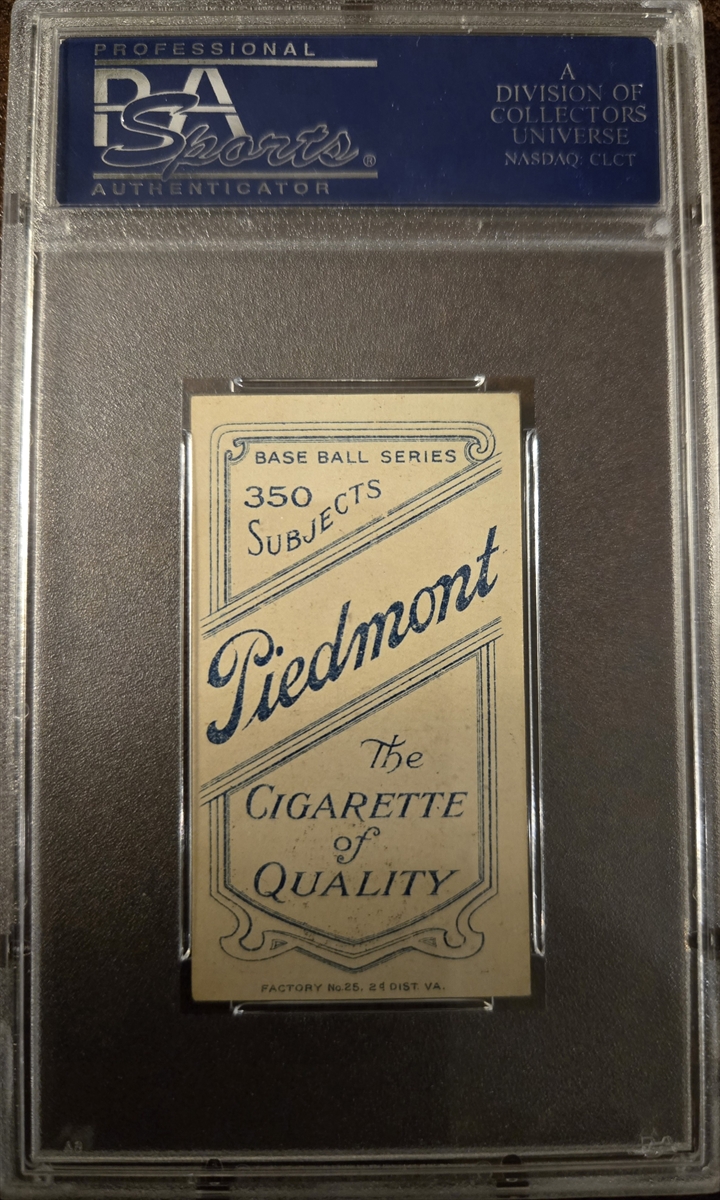 PROFESSIONAL
PSA
Sports®
AUTHENTICATOR
A
DIVISION OF
COLLECTORS
UNIVERSE
NASDAQ: CLCT
BASE BALL SERIES
350
SUBJECTS
Piedmont
The
CIGARETTE
of
QUALITY
FACTORY No. 25, 2d DIST. VA.